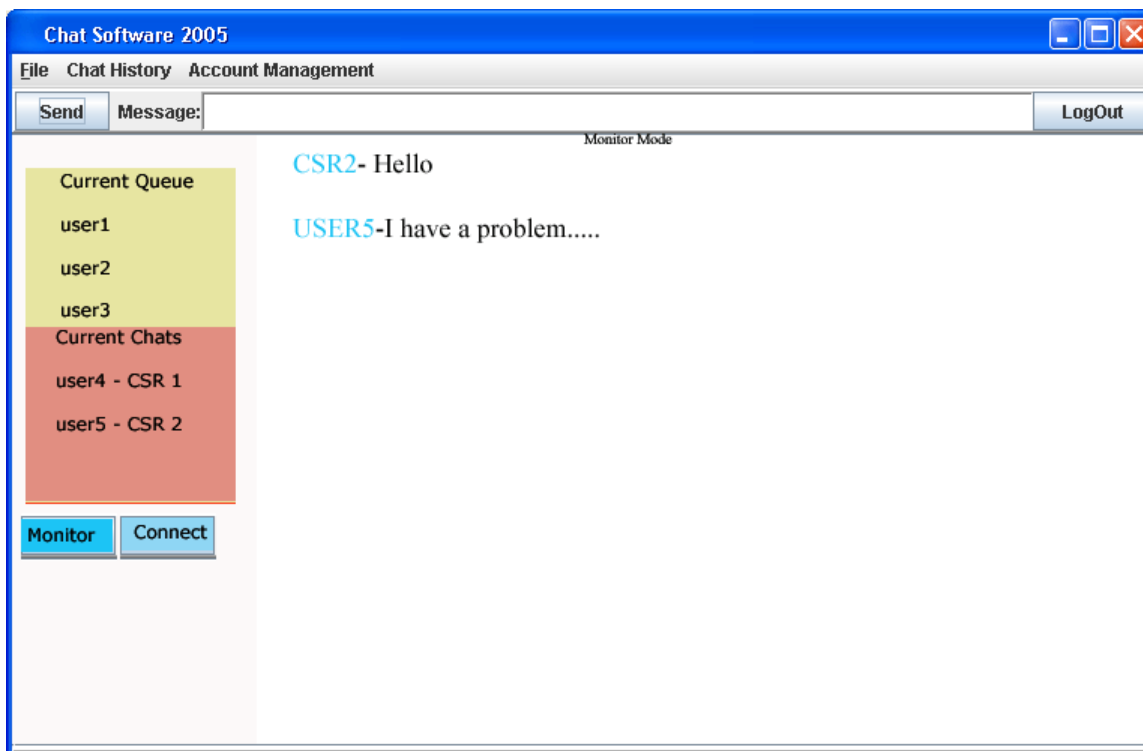 Chat Software 2005
File Chat History Account Management
Send Message: LogOut
Monitor Mode
CSR2- Hello
USER5-I have a problem.....
Current Queue
user1
user2
user3
Current Chats
user4 - CSR 1
user5 - CSR 2
Monitor Connect